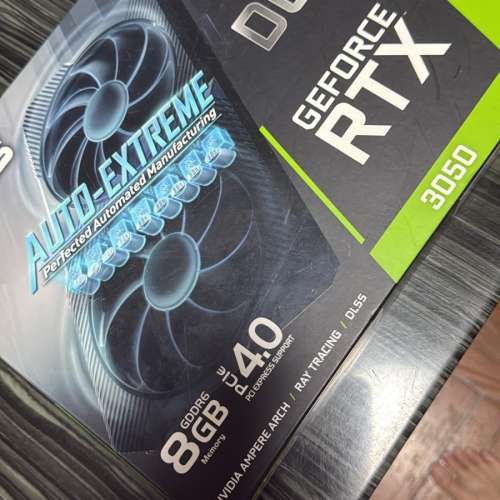 AUTO-EXTREME
Perfected Automated Manufacturing
GEFORCE
RTX
3050
8GB
GDDR6
Memory
PCIE
4.0
PCI EXPRESS SUPPORT
NVIDIA AMPERE ARCH / RAY TRACING / DLSS